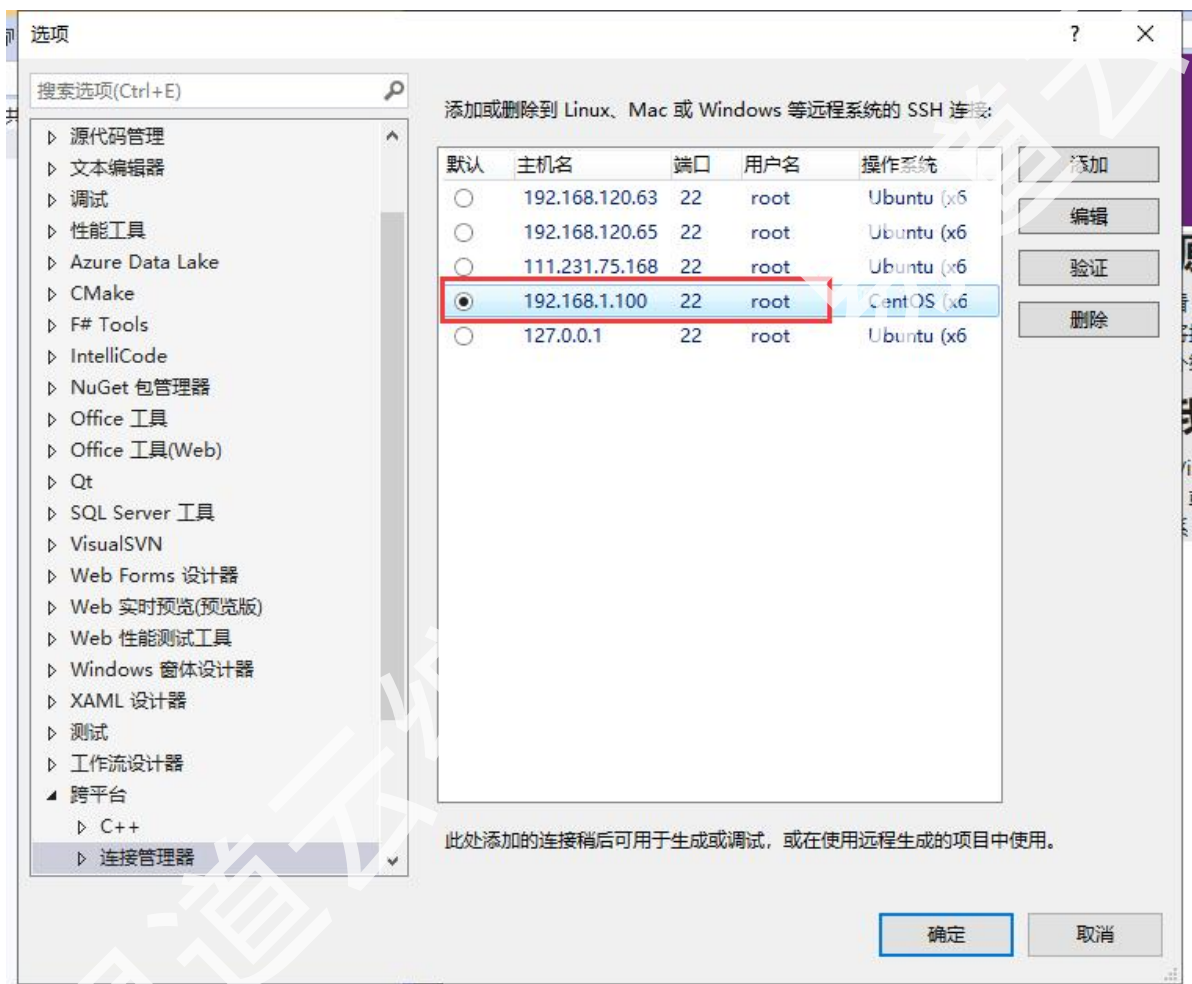 选项
?
搜索选项(Ctrl+E)
源代码管理
文本编辑器
调试
性能工具
Azure Data Lake
CMake
F# Tools
IntelliCode
NuGet 包管理器
Office 工具
Office 工具(Web)
Qt
SQL Server 工具
VisualSVN
Web Forms 设计器
Web 实时预览(预览版)
Web 性能测试工具
Windows 窗体设计器
XAML 设计器
测试
工作流设计器
跨平台
C++
连接管理器
添加或删除到 Linux、Mac 或 Windows 等远程系统的 SSH 连接:
默认 主机名 端口 用户名 操作系统
192.168.120.63 22 root Ubuntu (x6
192.168.120.65 22 root Ubuntu (x6
111.231.75.168 22 root Ubuntu (x6
192.168.1.100 22 root CentOS (x6
127.0.0.1 22 root Ubuntu (x6
添加
编辑
验证
删除
此处添加的连接稍后可用于生成或调试，或在使用远程生成的项目中使用。
确定
取消